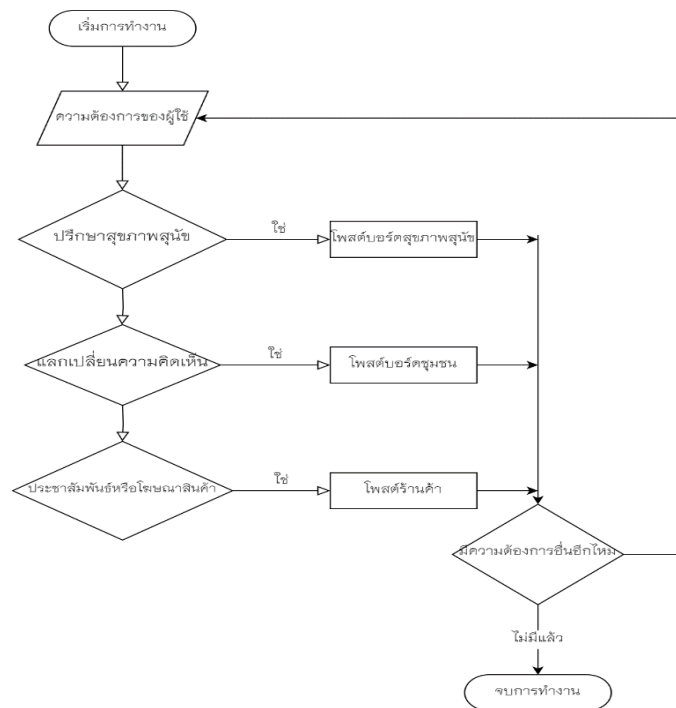 เริ่มการทำงาน
ความต้องการของผู้ใช้
ปรึกษาสุขภาพสุนัข
ใช่
โพสต์บอร์ดสุขภาพสุนัข
แลกเปลี่ยนความคิดเห็น
ใช่
โพสต์บอร์ดชุมชน
ประชาสัมพันธ์หรือโฆษณาสินค้า
ใช่
โพสต์ร้านค้า
มีความต้องการอื่นอีกไหม
ไม่มีแล้ว
จบการทำงาน